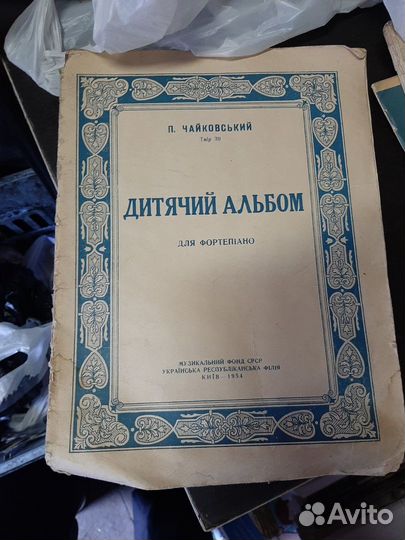 П. ЧАЙКОВСЬКИЙ
Твір 39
ДИТЯЧИЙ АЛЬБОМ
ДЛЯ ФОРТЕПІАНО
МУЗИКАЛЬНИЙ ФОНД СРСР
УКРАЇНСЬКА РЕСПУБЛІКАНСЬКА ФІЛІЯ
КИЇВ — 1954
Avito